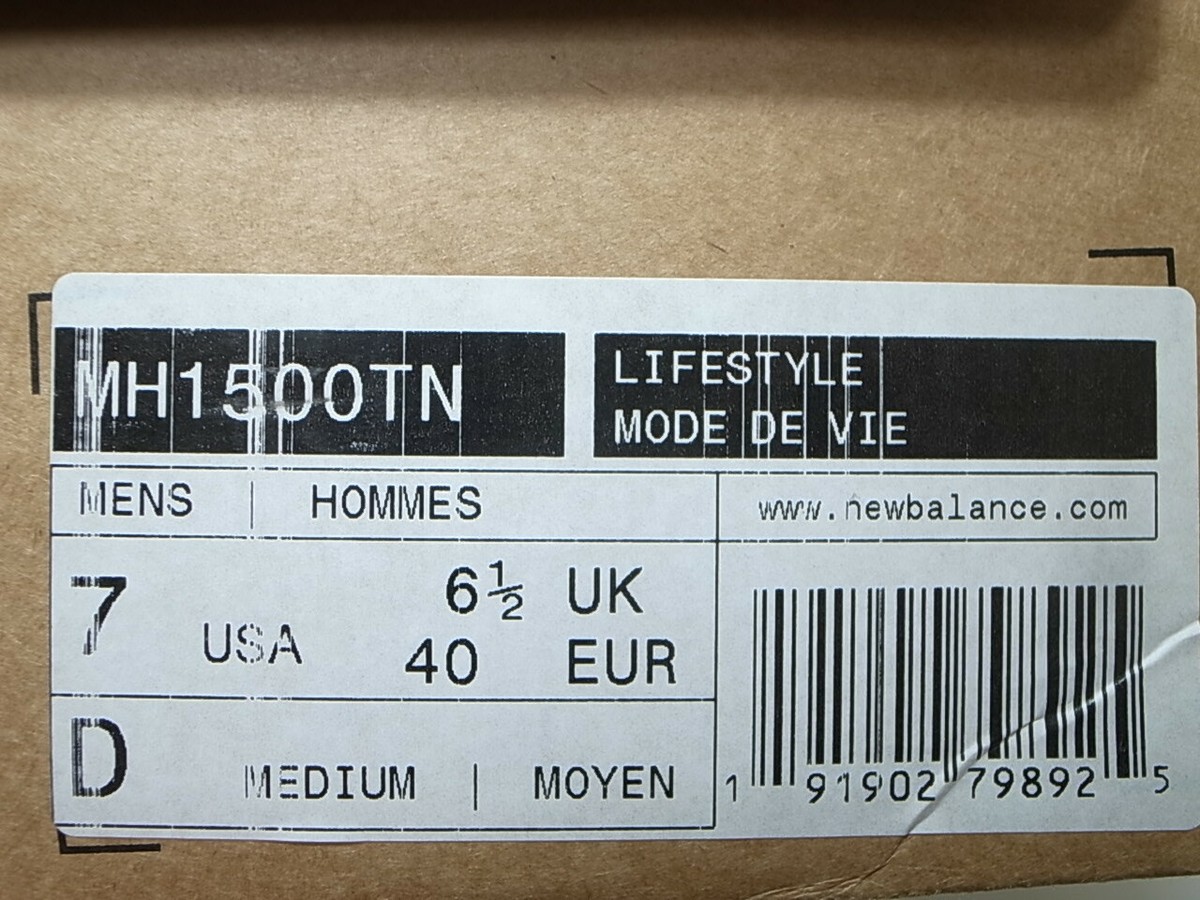 MH1500TN
LIFESTYLE
MODE DE VIE
MENS | HOMMES
www.newbalance.com
7 USA
6½ UK
40 EUR
D MEDIUM | MOYEN
1 91902 79892 5